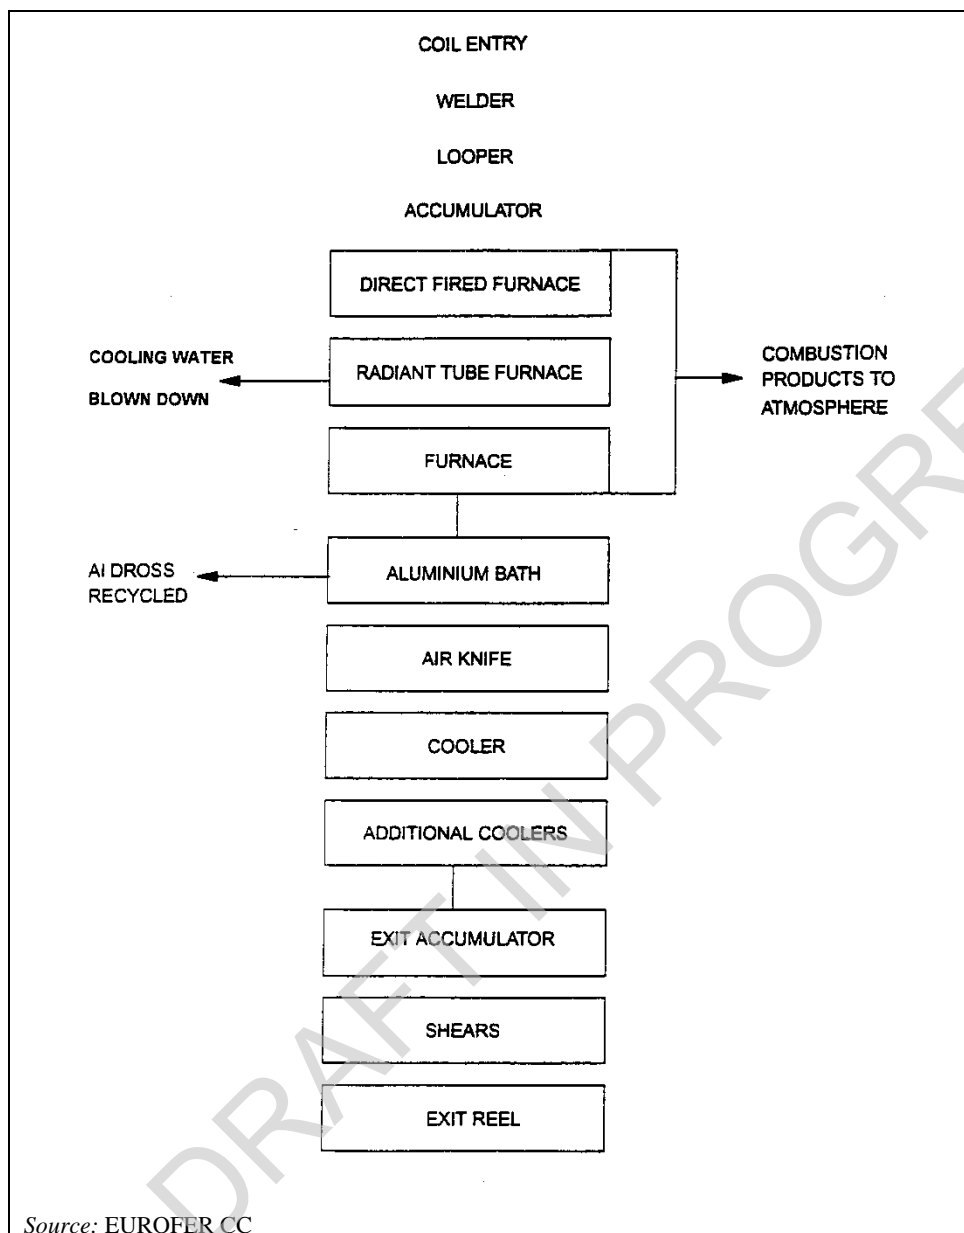 COIL ENTRY
WELDER
LOOPER
ACCUMULATOR
DIRECT FIRED FURNACE
COOLING WATER
BLOWN DOWN
RADIANT TUBE FURNACE
COMBUSTION
PRODUCTS TO
ATMOSPHERE
FURNACE
Al DROSS
RECYCLED
ALUMINIUM BATH
AIR KNIFE
COOLER
ADDITIONAL COOLERS
EXIT ACCUMULATOR
SHEARS
EXIT REEL
Source: EUROFER CC
DRAFT IN PROGRE